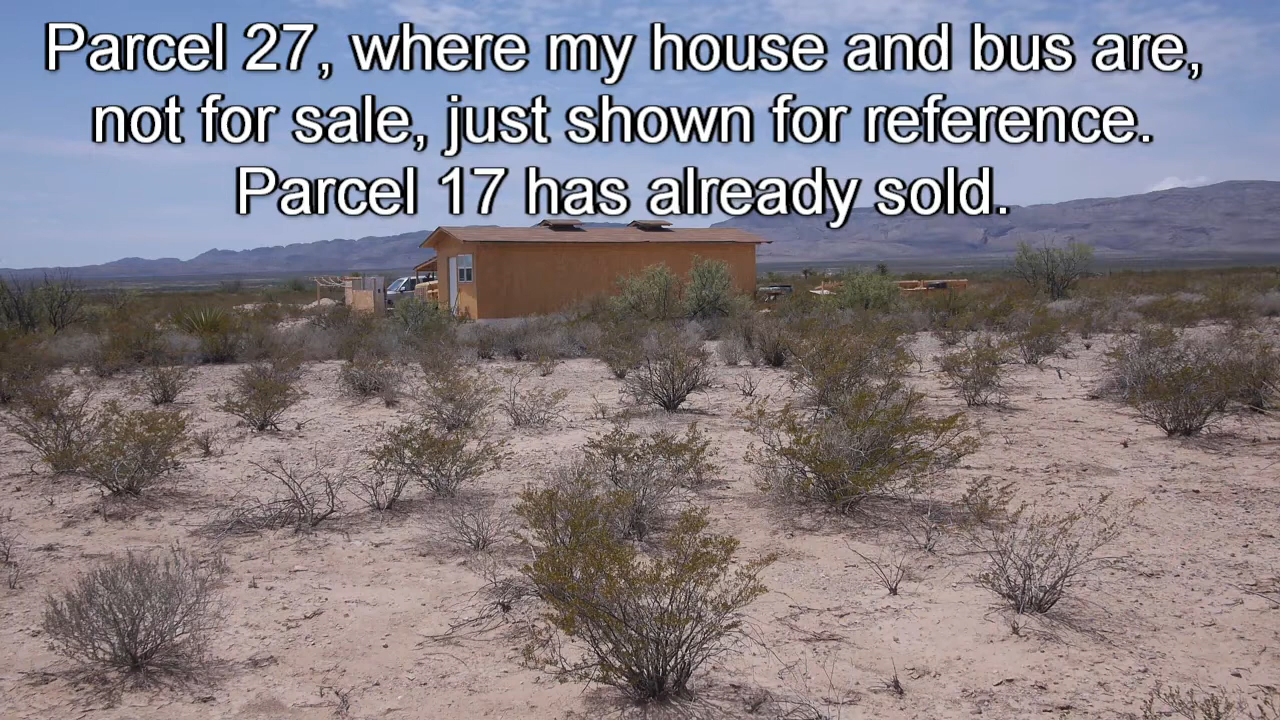 Parcel 27, where my house and bus are,
not for sale, just shown for reference.
Parcel 17 has already sold.